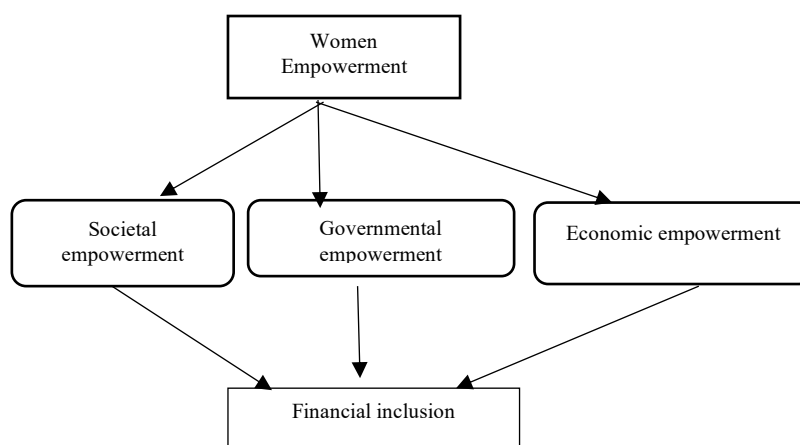 Women
Empowerment
Societal
empowerment
Governmental
empowerment
Economic empowerment
Financial inclusion